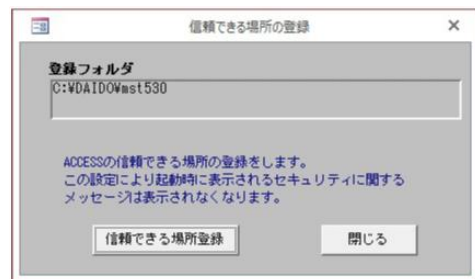 信頼できる場所の登録
登録フォルダ
C:¥DAIDO¥mst530
ACCESSの信頼できる場所の登録をします。
この設定により起動時に表示されるセキュリティに関する
メッセージは表示されなくなります。
信頼できる場所登録
閉じる